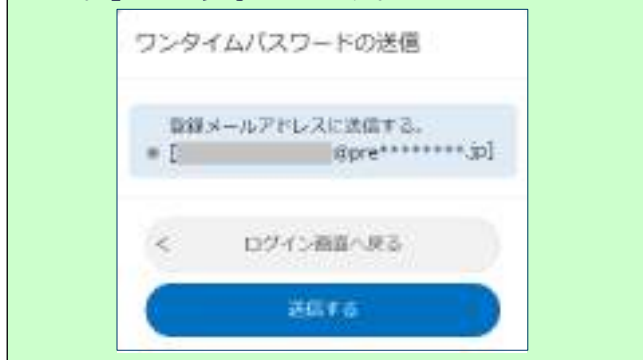 ワンタイムパスワードの送信
登録メールアドレスに送信する。
[ @pre********.jp]
< ログイン画面へ戻る
送信する